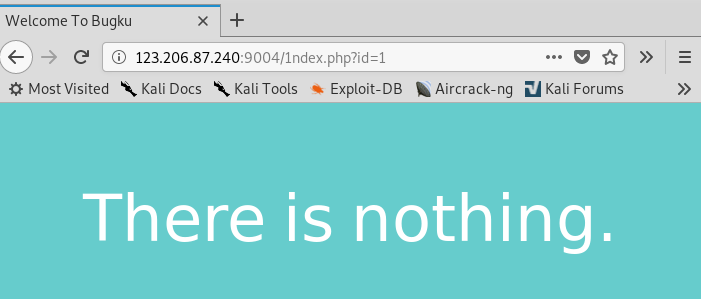 Welcome To Bugku
123.206.87.240:9004/1ndex.php?id=1
Most Visited Kali Docs Kali Tools Exploit-DB Aircrack-ng Kali Forums
There is nothing.